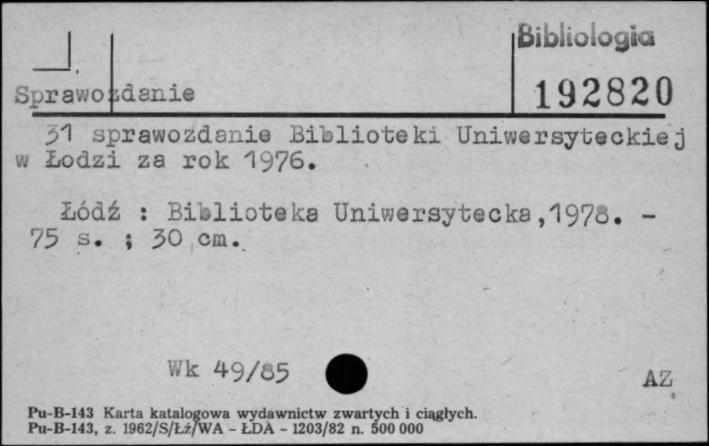 Bibliologia
Sprawozdanie
192820
31 sprawozdanie Biblioteki Uniwersyteckiej
w Łodzi za rok 1976.
Łódź : Biblioteka Uniwersytecka,1978. -
75 s. ; 30 cm.
Wk 49/85
AZ
Pu-B-143 Karta katalogowa wydawnictw zwartych i ciągłych.
Pu-B-143, z. 1962/S/Łź/WA - ŁDA - 1203/82 n. 500 000